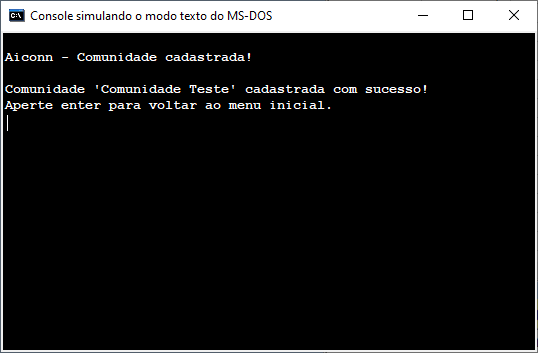 Console simulando o modo texto do MS-DOS
Aiconn - Comunidade cadastrada!
Comunidade 'Comunidade Teste' cadastrada com sucesso!
Aperte enter para voltar ao menu inicial.